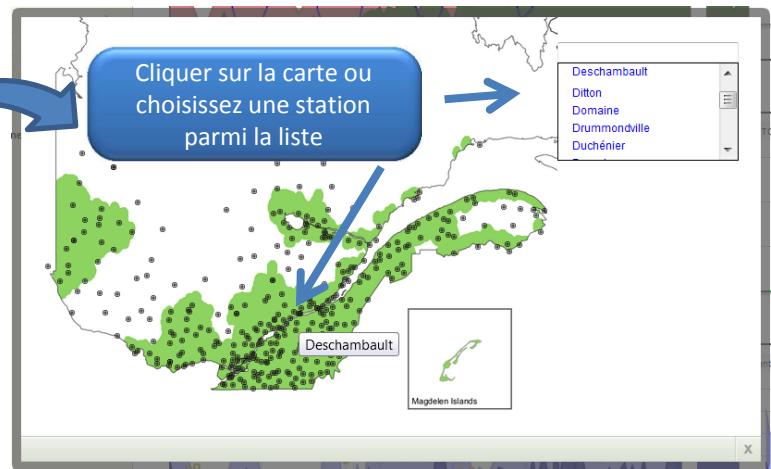 Cliquer sur la carte ou
choisissez une station
parmi la liste
Deschambault
Ditton
Domaine
Drummondville
Duchénier
Deschambault
Magdelen Islands
x